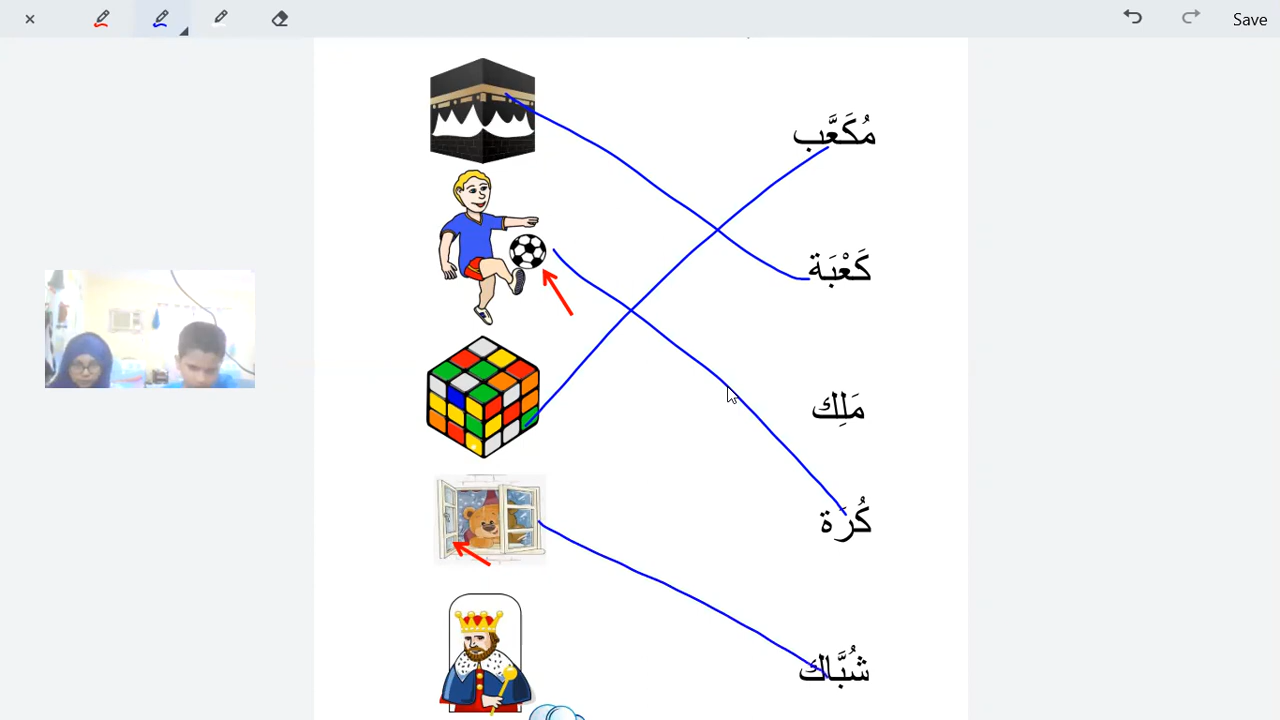 Save
مُكَعَّب
كَعْبَة
مَلِك
كُرَة
شُبَّاك